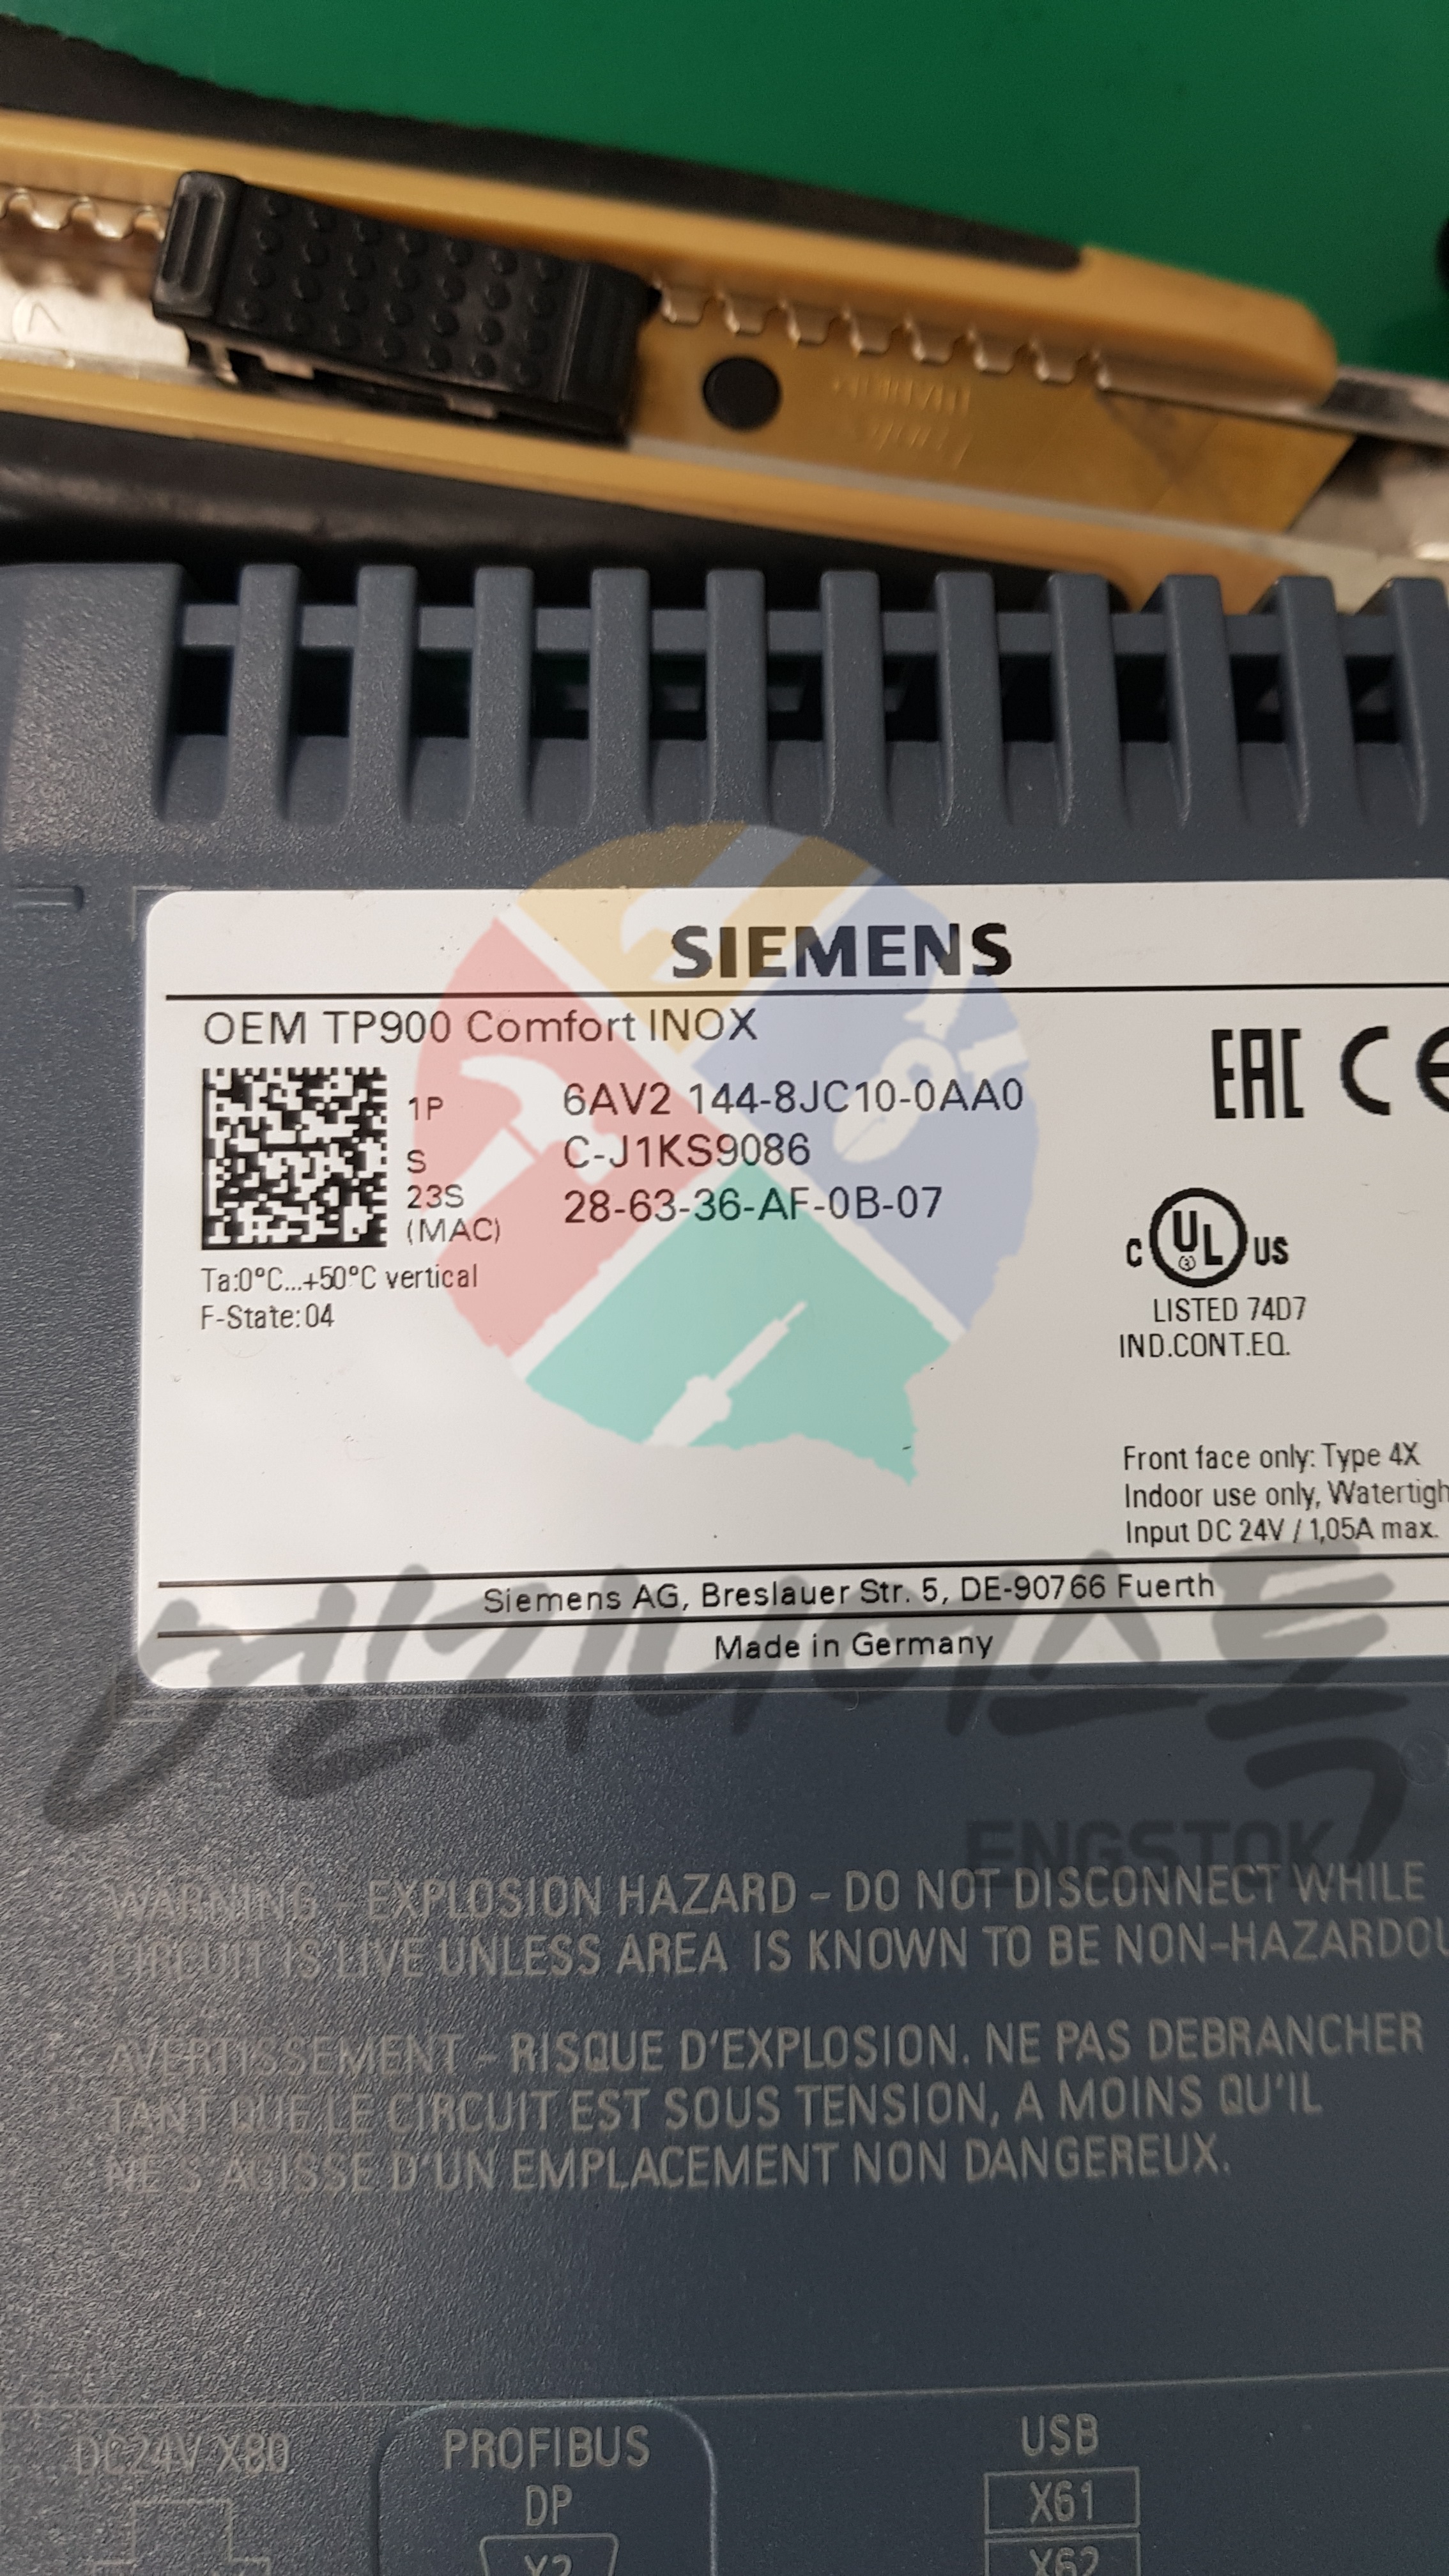 SIEMENS
OEM TP900 Comfort INOX
1P 6AV2 144-8JC10-0AA0
S C-J1KS9086
23S 28-63-36-AF-0B-07
(MAC)
Ta:0°C...+50°C vertical
F-State:04
EAC CE
C UL US
LISTED 74D7
IND.CONT.EQ.
Front face only: Type 4X
Indoor use only,
Input DC 24V / 1,05A max.
Siemens AG, Breslauer Str. 5, DE-90766 Fuerth
Made in Germany
ENGSTOK
WARNING - EXPLOSION HAZARD - DO NOT DISCONNECT WHILE
CIRCUIT IS LIVE UNLESS AREA IS KNOWN TO BE
AVERTISSEMENT - RISQUE D'EXPLOSION. NE PAS DEBRANCHER
TANT QUE LE CIRCUIT EST SOUS TENSION, A MOINS QU'IL
NE S AGISSE D'UN EMPLACEMENT NON DANGEREUX.
DC24V X80
PROFIBUS
DP
X2
USB
X61
X62